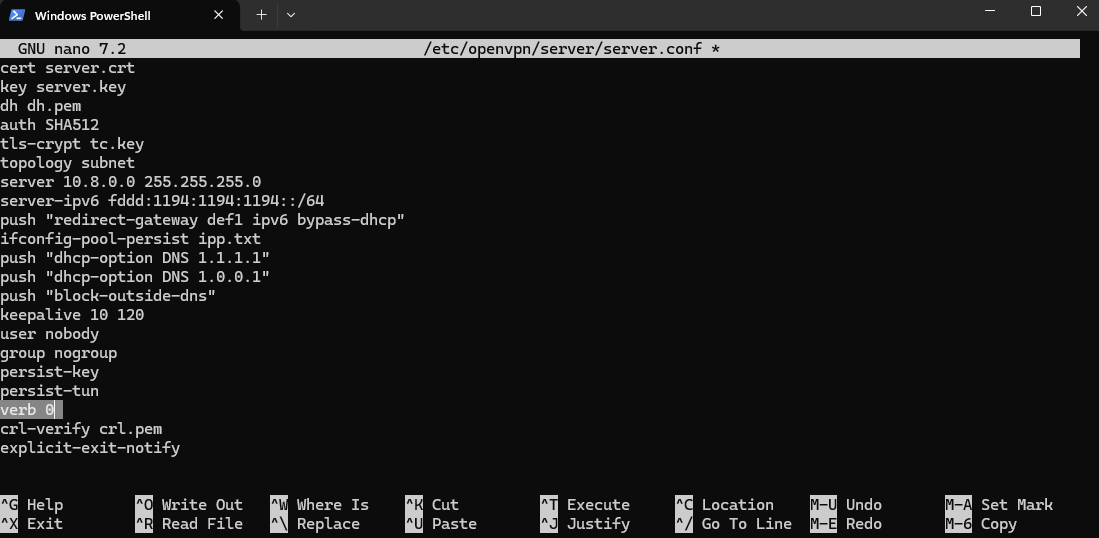 Windows PowerShell
GNU nano 7.2 /etc/openvpn/server/server.conf *
cert server.crt
key server.key
dh dh.pem
auth SHA512
tls-crypt tc.key
topology subnet
server 10.8.0.0 255.255.255.0
server-ipv6 fddd:1194:1194:1194::/64
push "redirect-gateway def1 ipv6 bypass-dhcp"
ifconfig-pool-persist ipp.txt
push "dhcp-option DNS 1.1.1.1"
push "dhcp-option DNS 1.0.0.1"
push "block-outside-dns"
keepalive 10 120
user nobody
group nogroup
persist-key
persist-tun
verb 0
crl-verify crl.pem
explicit-exit-notify
^G Help ^O Write Out ^W Where Is ^K Cut ^T Execute ^C Location M-U Undo M-A Set Mark
^X Exit ^R Read File ^\ Replace ^U Paste ^J Justify ^/ Go To Line M-E Redo M-6 Copy